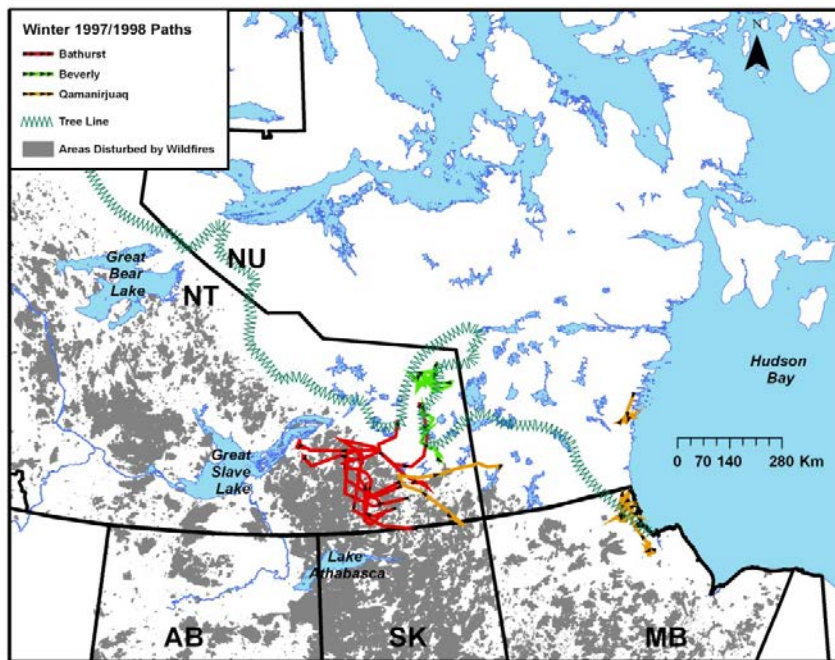 Winter 1997/1998 Paths
Bathurst
Beverly
Qamanirjuaq
Tree Line
Areas Disturbed by Wildfires
N
Great
Bear
Lake
NU
NT
Hudson
Bay
Great
Slave
Lake
0 70 140 280 Km
Lake
Athabasca
AB
SK
MB